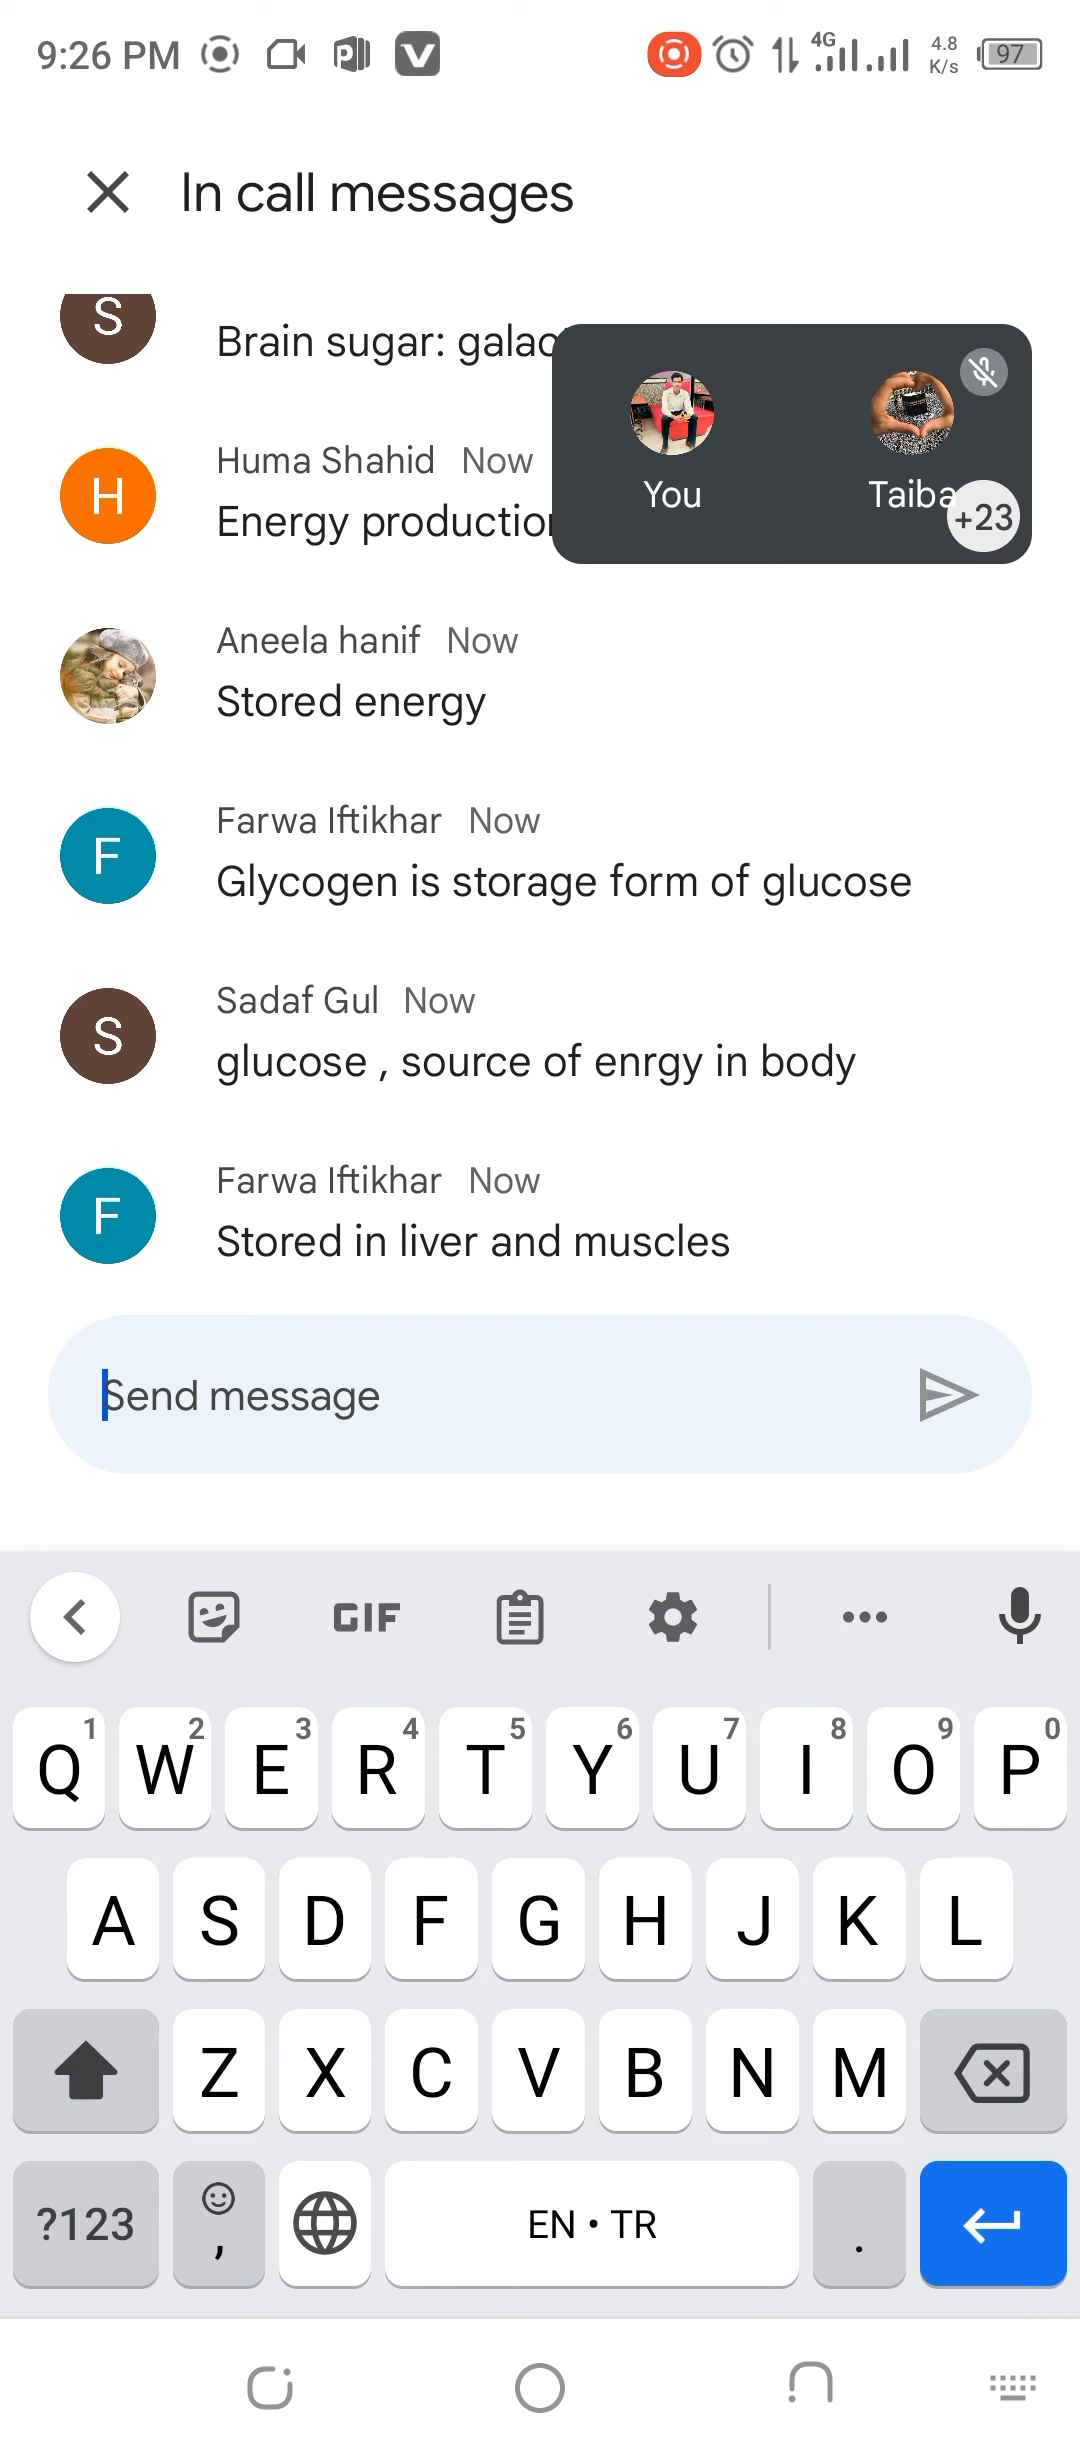 9:26 PM
4G
4.8
K/s
97
In call messages
S
Brain sugar:
H
Huma Shahid Now
Energy
You
Taiba
+23
Aneela hanif Now
Stored energy
F
Farwa Iftikhar Now
Glycogen is storage form of glucose
S
Sadaf Gul Now
glucose , source of enrgy in body
F
Farwa Iftikhar Now
Stored in liver and muscles
Send message
GIF
1 2 3 4 5 6 7 8 9 0
Q W E R T Y U I O P
A S D F G H J K L
Z X C V B N M
?123 , EN • TR .